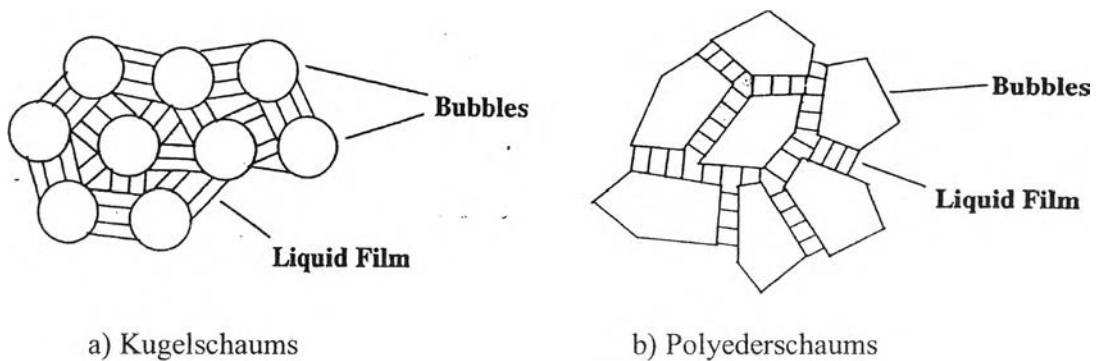 Bubbles
Liquid Film
a) Kugelschaums
Bubbles
Liquid Film
b) Polyederschaums